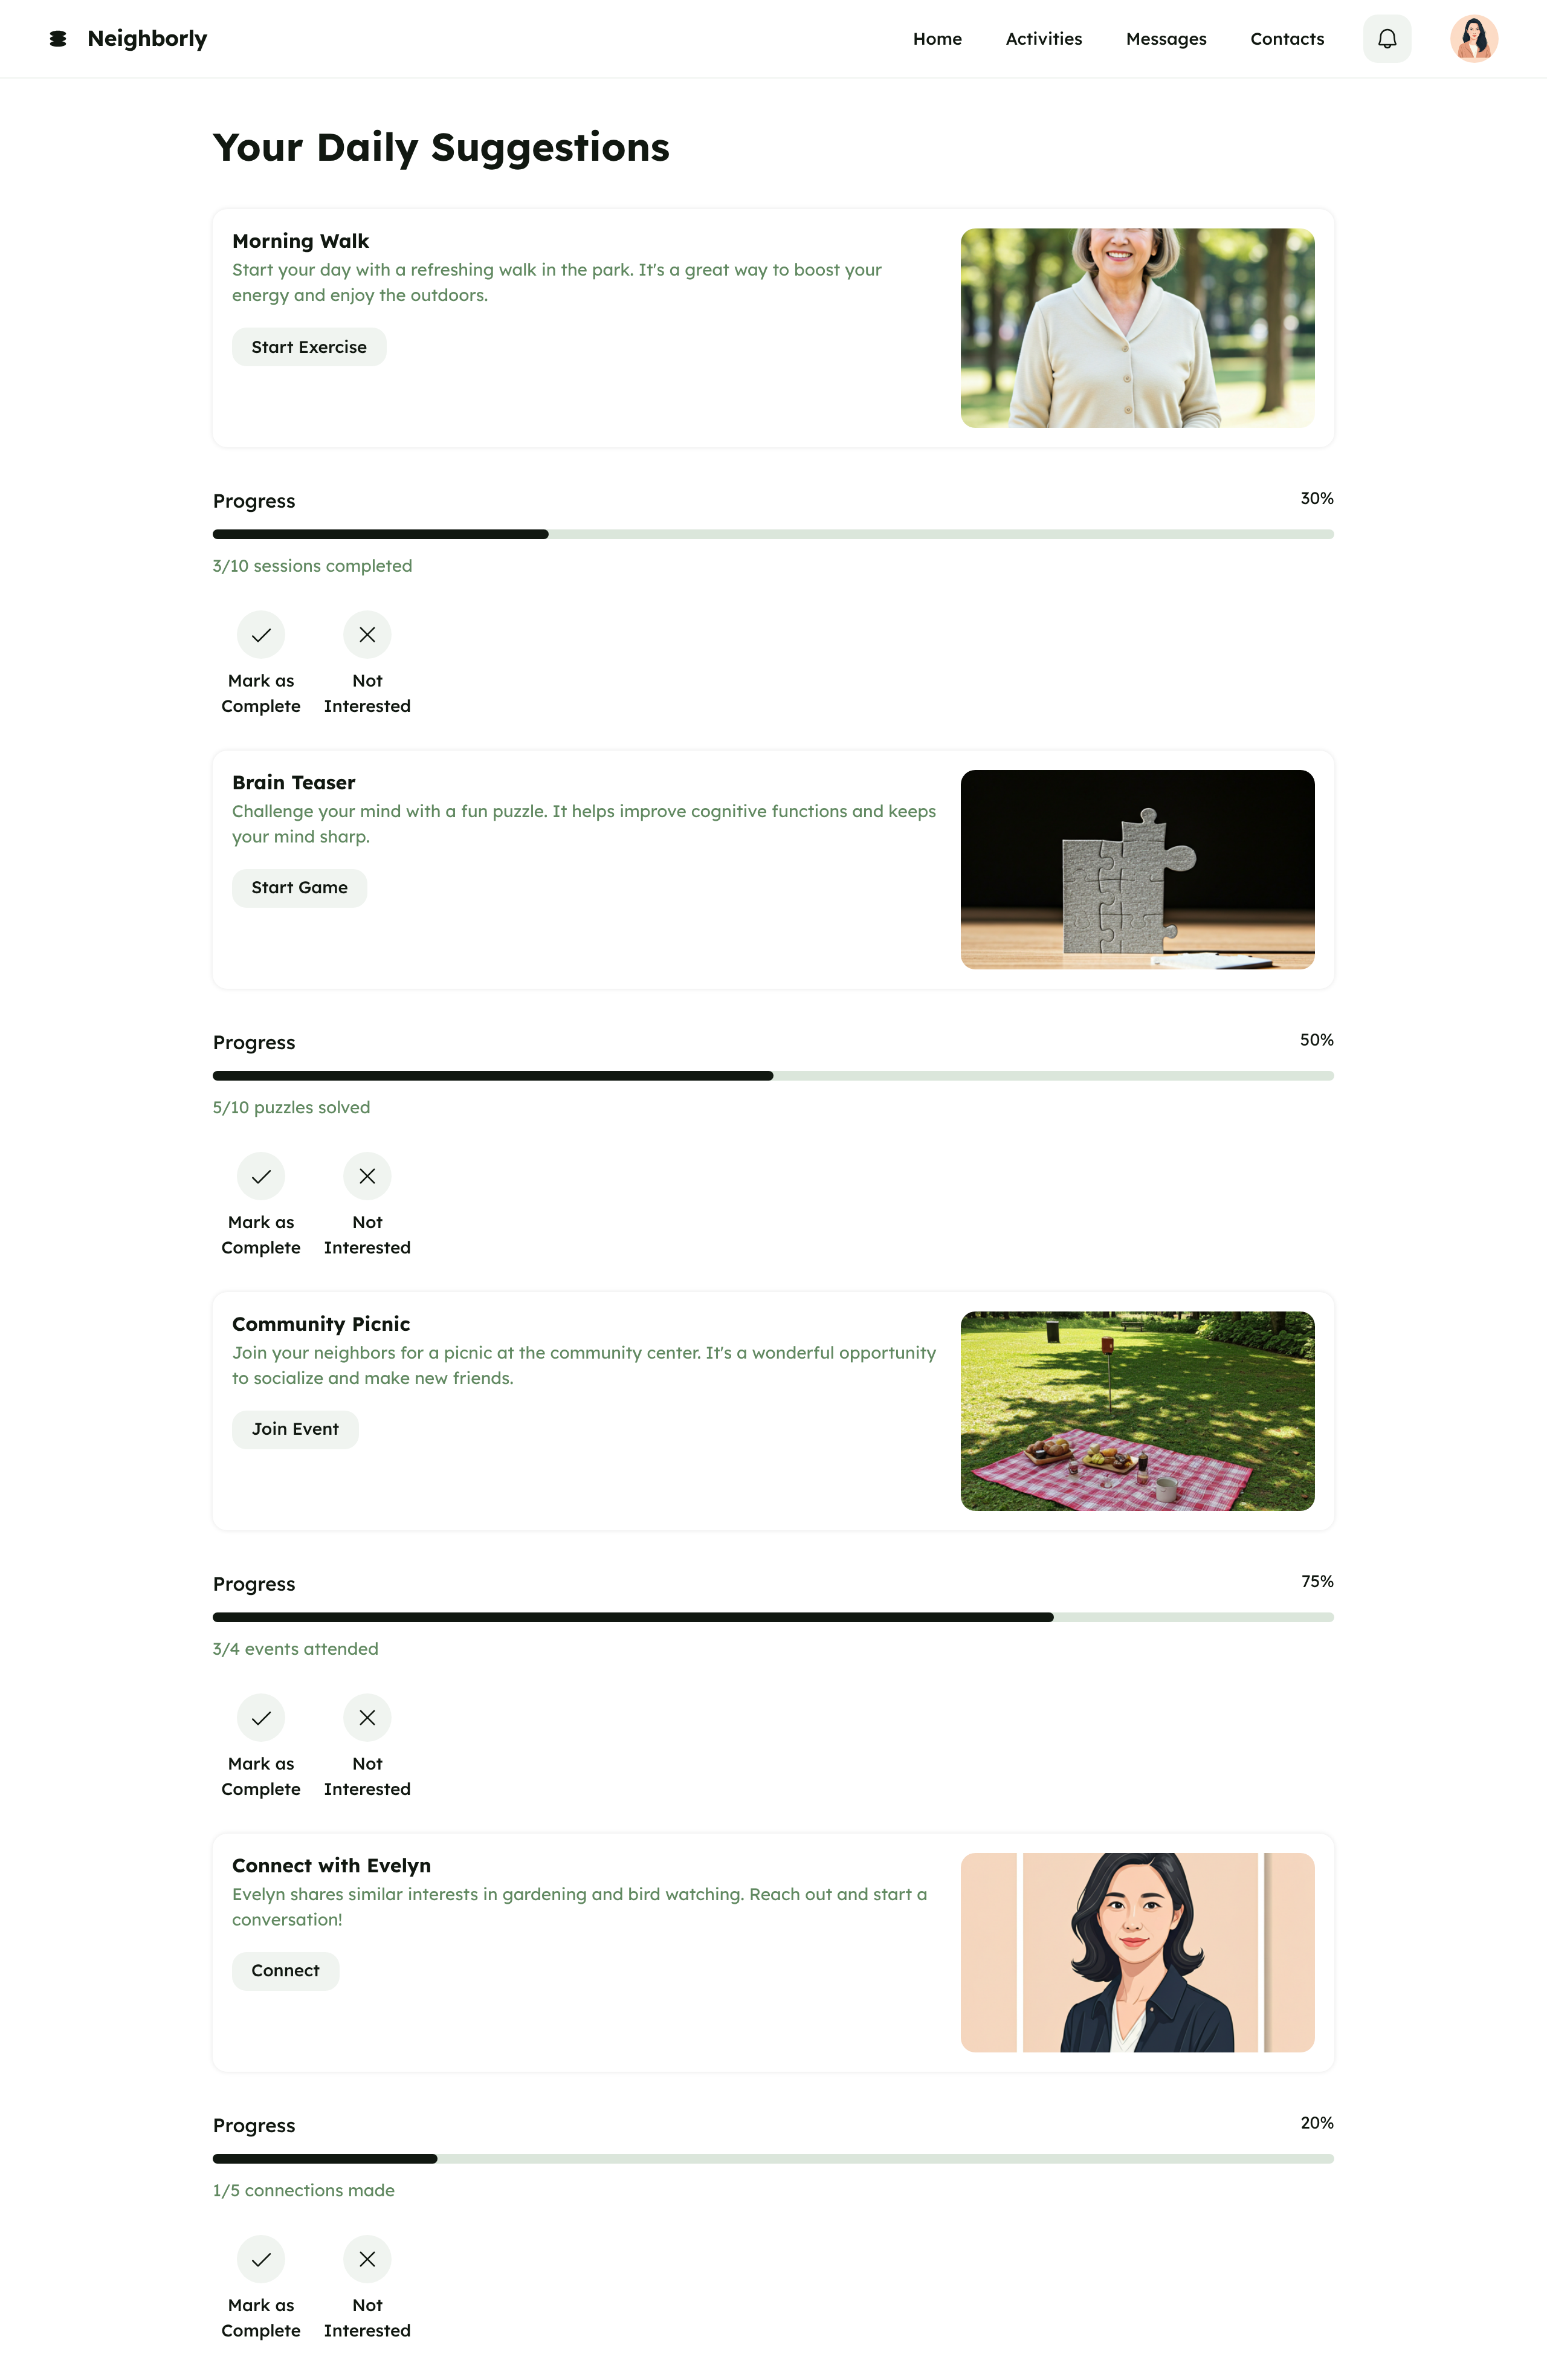 Neighborly
Home Activities Messages Contacts
Your Daily Suggestions
Morning Walk
Start your day with a refreshing walk in the park. It's a great way to boost your
energy and enjoy the outdoors.
Start Exercise
Progress 30%
3/10 sessions completed
Mark as Not
Complete Interested
Brain Teaser
Challenge your mind with a fun puzzle. It helps improve cognitive functions and keeps
your mind sharp.
Start Game
Progress 50%
5/10 puzzles solved
Mark as Not
Complete Interested
Community Picnic
Join your neighbors for a picnic at the community center. It's a wonderful opportunity
to socialize and make new friends.
Join Event
Progress 75%
3/4 events attended
Mark as Not
Complete Interested
Connect with Evelyn
Evelyn shares similar interests in gardening and bird watching. Reach out and start a
conversation!
Connect
Progress 20%
1/5 connections made
Mark as Not
Complete Interested